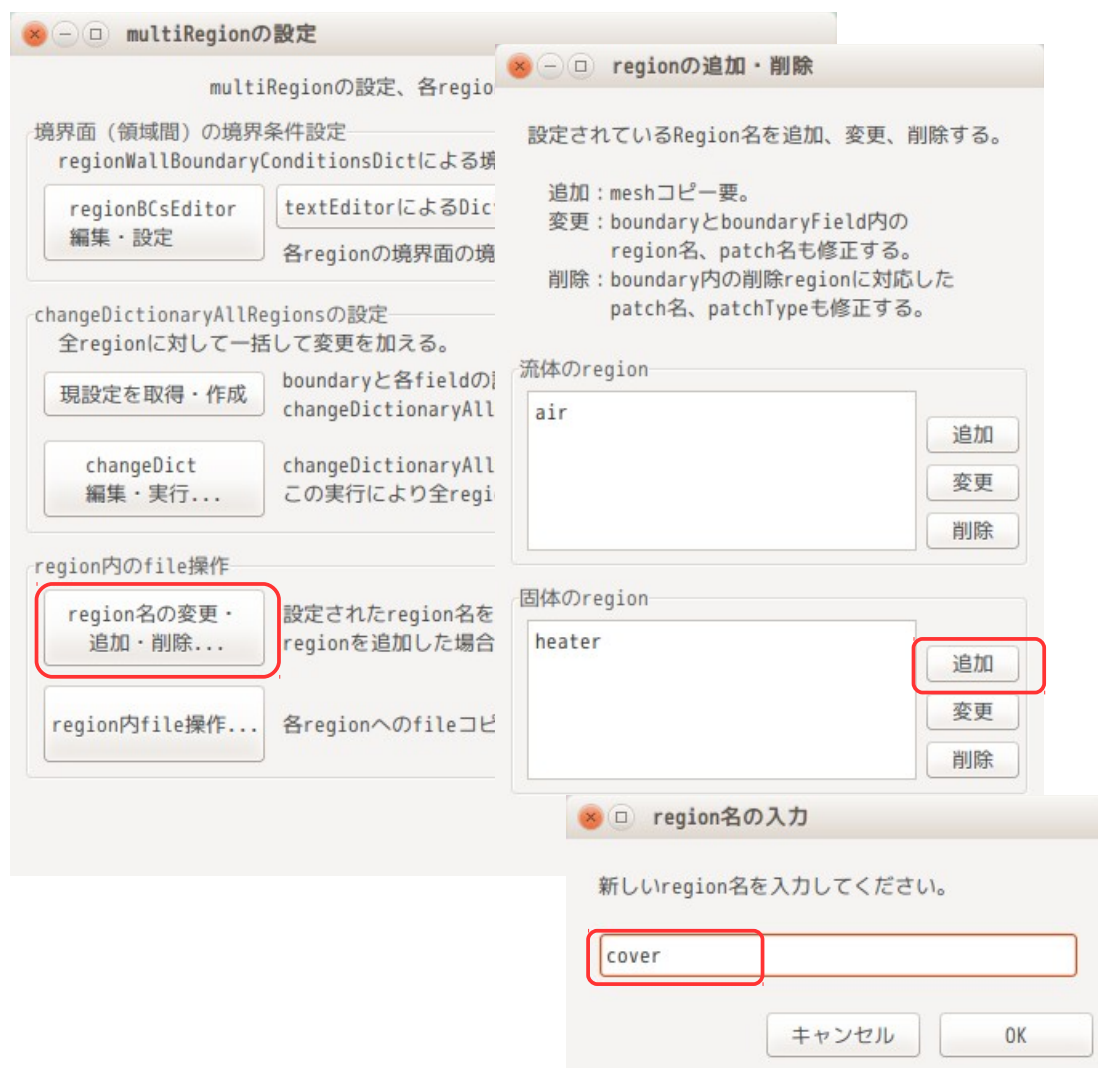 multiRegionの設定
multiRegionの設定、各regio
境界面（領域間）の境界条件設定
regionWallBoundaryConditionsDictによる境
regionBCsEditor
編集・設定
textEditorによるDic
各regionの境界面の境
changeDictionaryAllRegionsの設定
全regionに対して一括して変更を加える。
現設定を取得・作成
boundaryと各fieldの
changeDictionaryAll
changeDict
編集・実行...
changeDictionaryAll
この実行により全regi
region内のfile操作
region名の変更・
追加・削除...
設定されたregion名を
regionを追加した場合
region内file操作...
各regionへのfileコピ
regionの追加・削除
設定されているRegion名を追加、変更、削除する。
追加：meshコピー要。
変更：boundaryとboundaryField内の
region名、patch名も修正する。
削除：boundary内の削除regionに対応した
patch名、patchTypeも修正する。
流体のregion
air
追加
変更
削除
固体のregion
heater
追加
変更
削除
region名の入力
新しいregion名を入力してください。
cover
キャンセル
OK